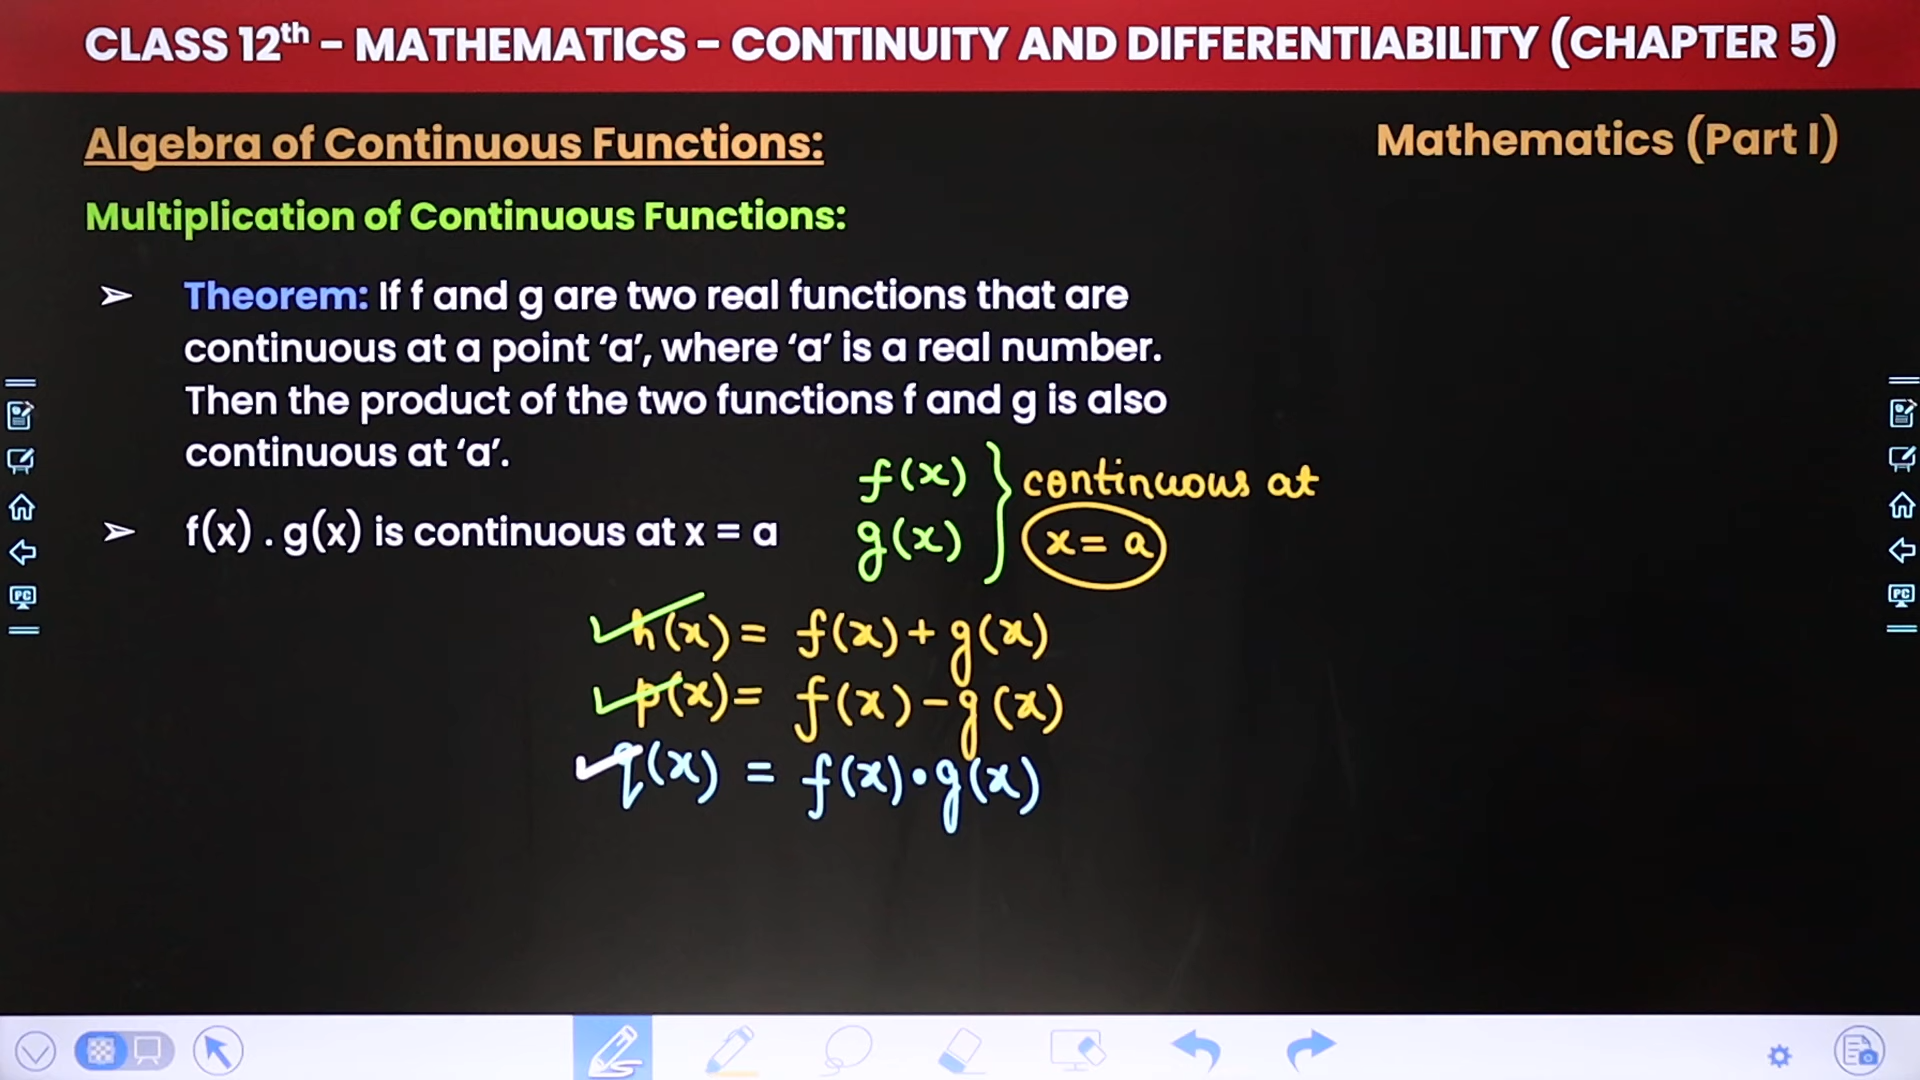 CLASS 12th - MATHEMATICS - CONTINUITY AND DIFFERENTIABILITY (CHAPTER 5)
Algebra of Continuous Functions:
Mathematics (Part I)
Multiplication of Continuous Functions:
➢ Theorem: If f and g are two real functions that are
continuous at a point ‘a’, where ‘a’ is a real number.
Then the product of the two functions f and g is also
continuous at ‘a’.
f(x) } continuous at
g(x) x = a
➢ f(x) . g(x) is continuous at x = a
h(x) = f(x) + g(x)
p(x) = f(x) - g(x)
q(x) = f(x) • g(x)
PC
PC